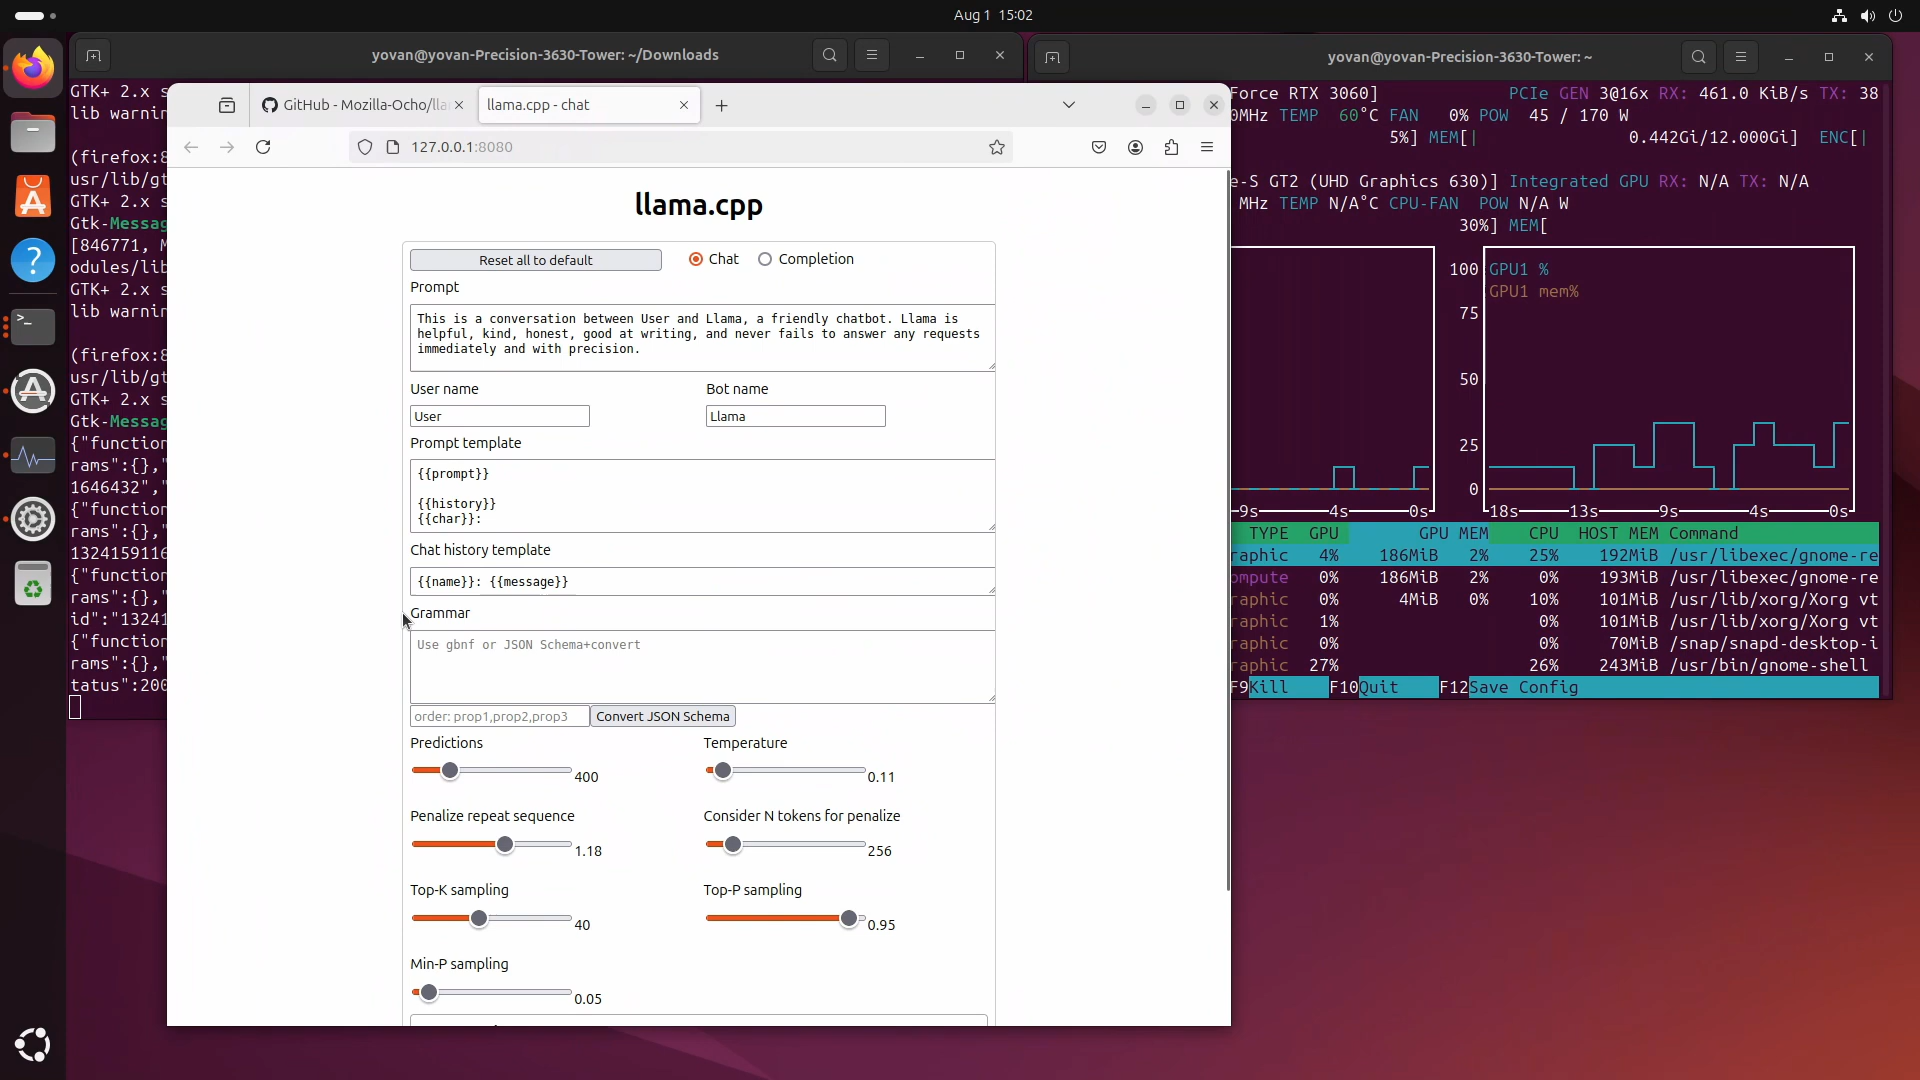 Aug 1 15:02
yovan@yovan-Precision-3630-Tower: ~/Downloads
yovan@yovan-Precision-3630-Tower: ~
GTK+ 2.x s
lib warnin
(firefox:8
usr/lib/gt
GTK+ 2.x s
Gtk-Messag
[846771, M
odules/lib
GTK+ 2.x s
lib warnin
(firefox:8
usr/lib/gt
GTK+ 2.x s
Gtk-Messag
{"function
rams":{},"
1646432","
{"function
rams":{},"
1324159116
{"function
rams":{},"
id":"13241
{"function
rams":{},"
tatus":200
GitHub - Mozilla-Ocho/lla
llama.cpp - chat
127.0.0.1:8080
llama.cpp
Reset all to default
Chat
Completion
Prompt
This is a conversation between User and Llama, a friendly chatbot. Llama is
helpful, kind, honest, good at writing, and never fails to answer any requests
immediately and with precision.
User name
Bot name
User
Llama
Prompt template
{{prompt}}
{{history}}
{{char}}:
Chat history template
{{name}}: {{message}}
Grammar
Use gbnf or JSON Schema+convert
order: prop1,prop2,prop3
Convert JSON Schema
Predictions
Temperature
400
0.11
Penalize repeat sequence
Consider N tokens for penalize
1.18
256
Top-K sampling
Top-P sampling
40
0.95
Min-P sampling
0.05
Force RTX 3060] PCIe GEN 3@16x RX: 461.0 KiB/s TX: 38
0MHz TEMP 60°C FAN 0% POW 45 / 170 W
5%] MEM[| 0.442Gi/12.000Gi] ENC[|
e-S GT2 (UHD Graphics 630)] Integrated GPU RX: N/A TX: N/A
MHz TEMP N/A°C CPU-FAN POW N/A W
30%] MEM[
100 GPU1 %
GPU1 mem%
75
50
25
0
9s 4s 0s 18s 13s 9s 4s 0s
TYPE GPU GPU MEM CPU HOST MEM Command
raphic 4% 186MiB 2% 25% 192MiB /usr/libexec/gnome-re
ompute 0% 186MiB 2% 0% 193MiB /usr/libexec/gnome-re
raphic 0% 4MiB 0% 10% 101MiB /usr/lib/xorg/Xorg vt
raphic 1% 0% 101MiB /usr/lib/xorg/Xorg vt
raphic 0% 0% 70MiB /snap/snapd-desktop-i
raphic 27% 26% 243MiB /usr/bin/gnome-shell
F9Kill F10Quit F12Save Config